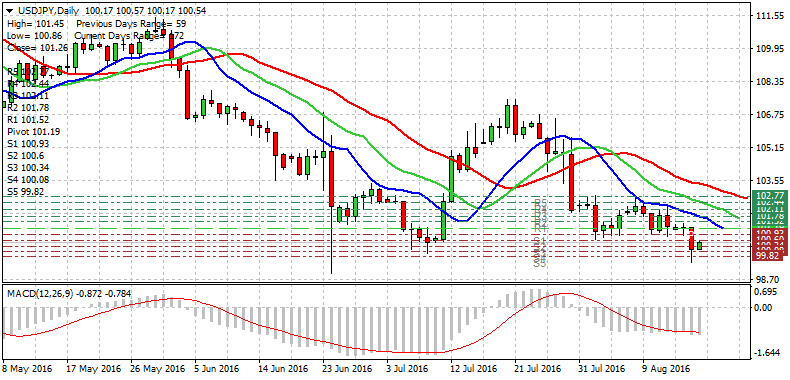 USDJPY,Daily 100.17 100.57 100.17 100.54
High= 101.45 Previous Days Range= 59
Low= 100.86 Current Days Range= 172
Close= 101.26
R2 101.78
R1 101.52
Pivot 101.19
S1 100.93
S2 100.6
S3 100.34
S4 100.08
S5 99.82
111.55
109.95
108.35
106.75
105.15
103.55
102.77
102.11
101.78
99.82
98.70
MACD(12,26,9) -0.872 -0.784
0.695
0.00
-1.644
8 May 2016
17 May 2016
26 May 2016
5 Jun 2016
14 Jun 2016
23 Jun 2016
3 Jul 2016
12 Jul 2016
21 Jul 2016
31 Jul 2016
9 Aug 2016